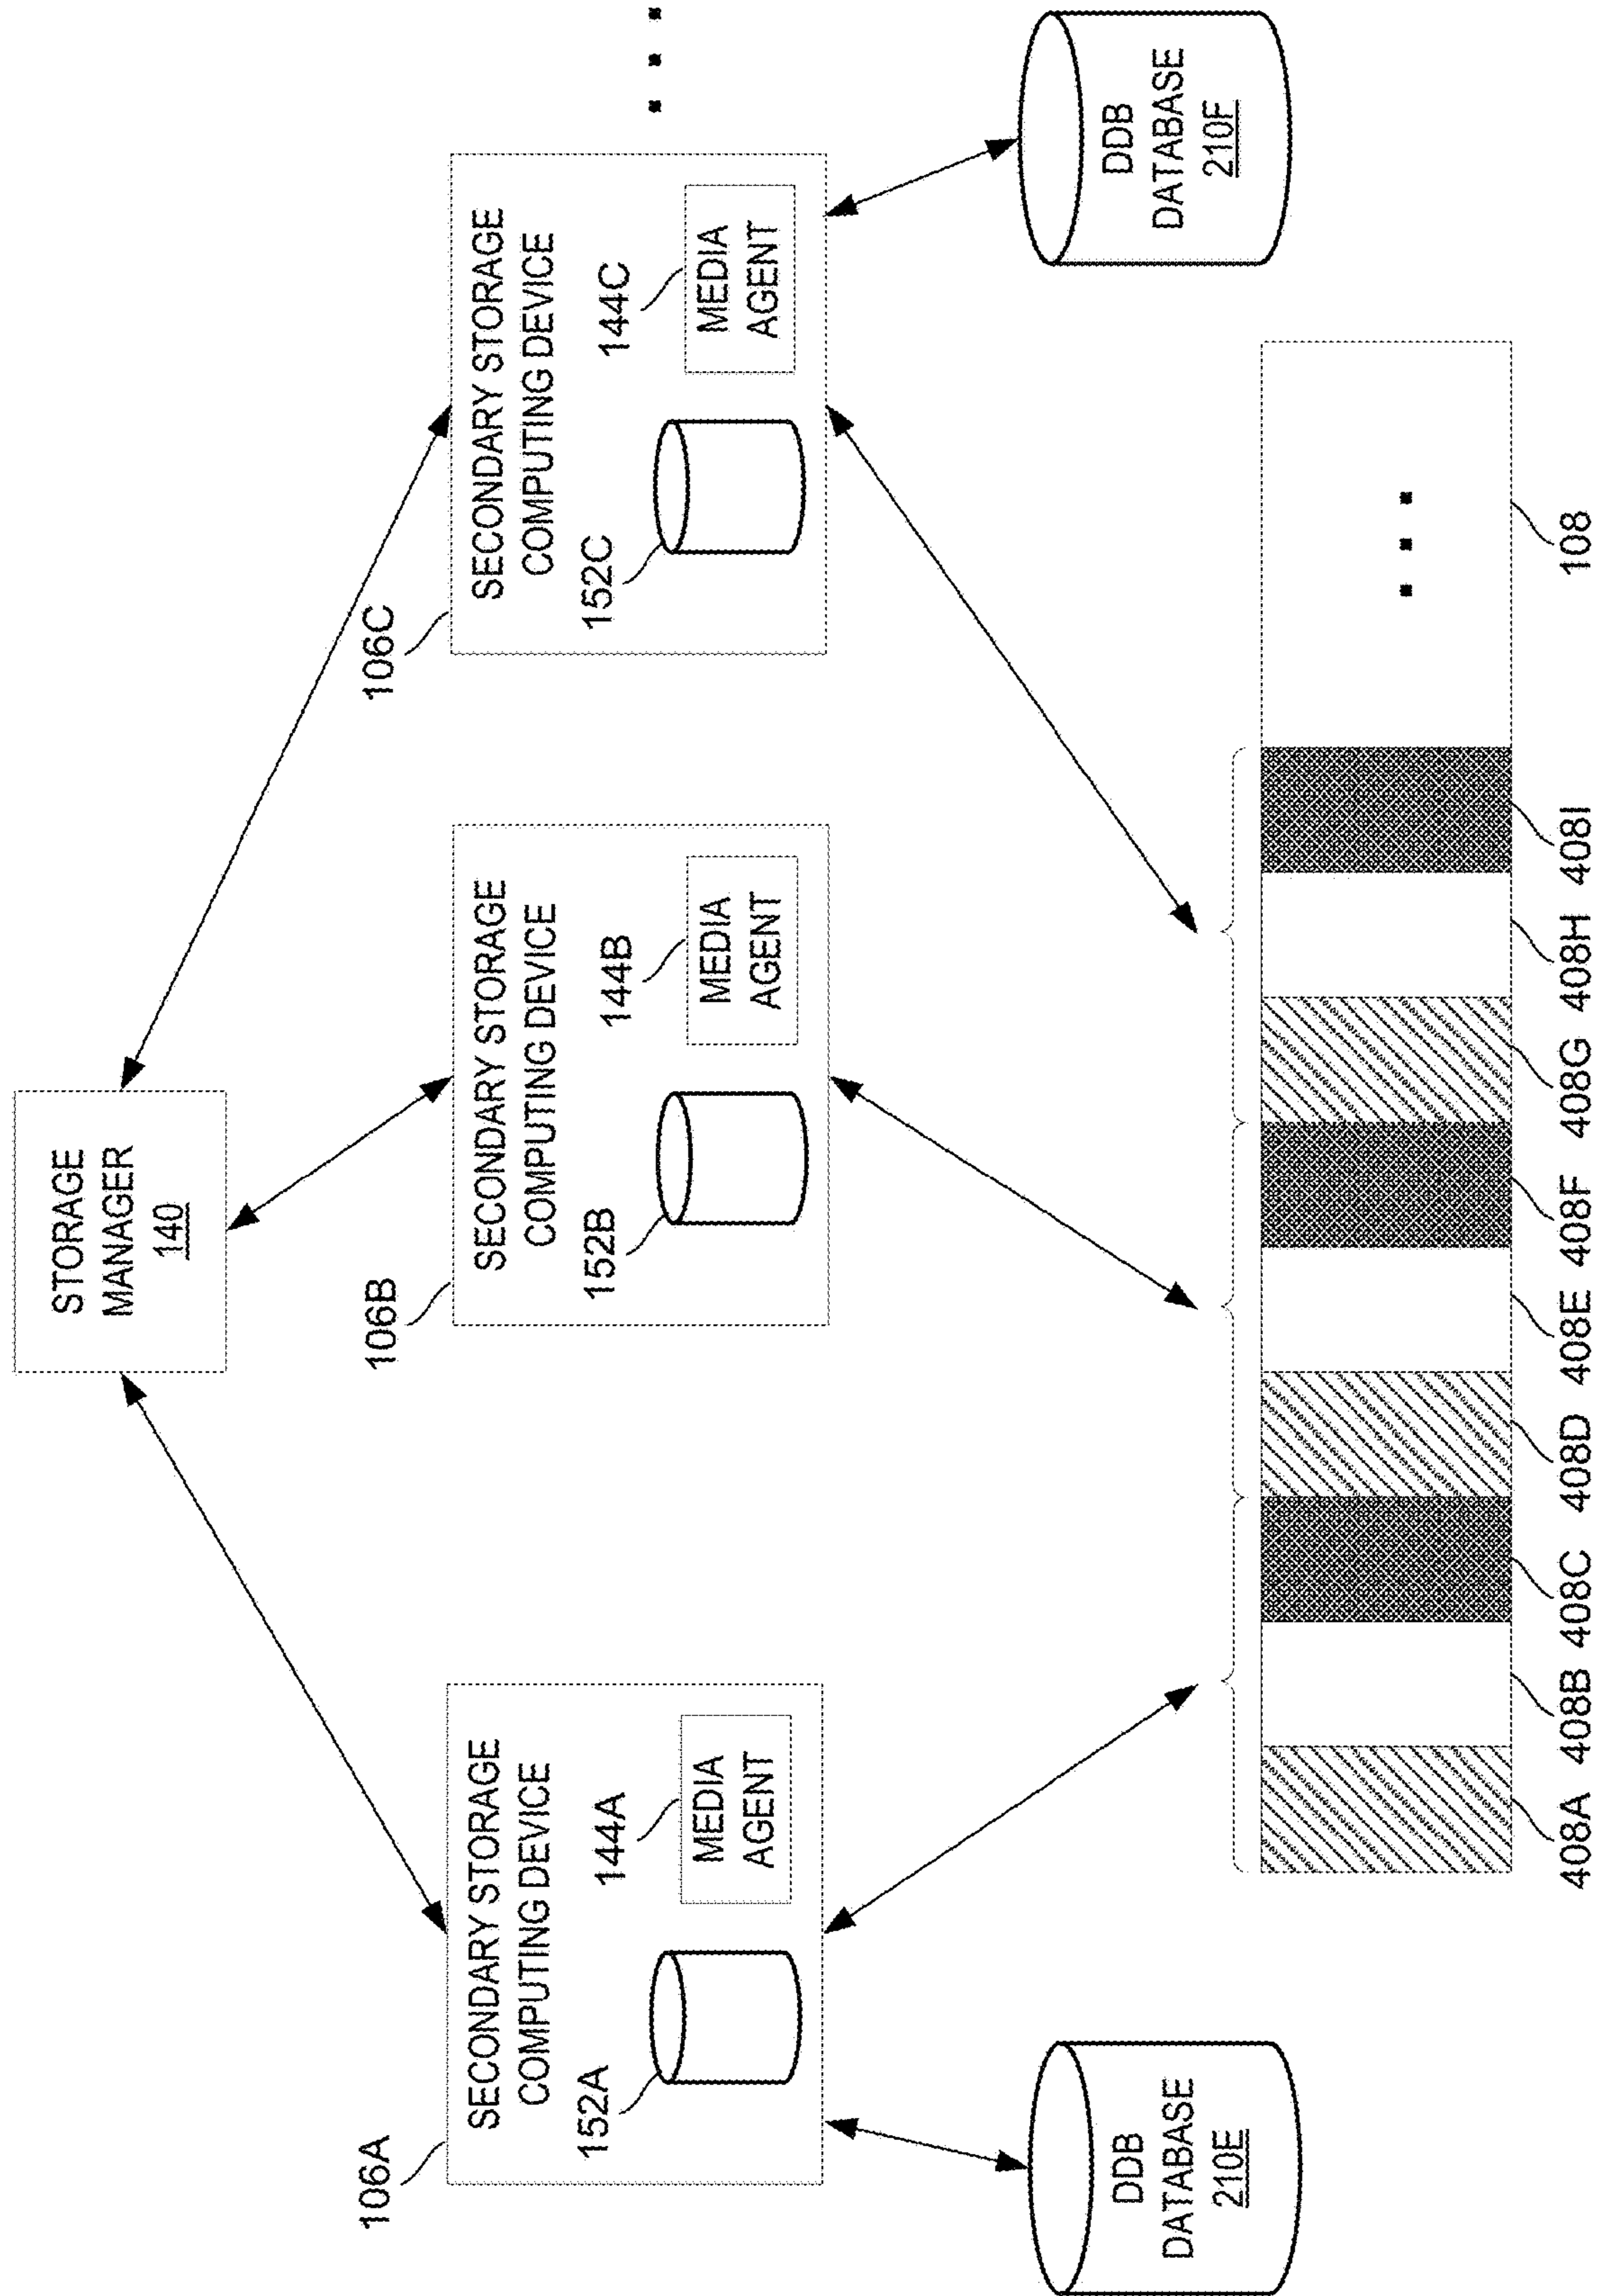 STORAGE
MANAGER
140
106A
SECONDARY STORAGE
COMPUTING DEVICE
152A
144A
MEDIA
AGENT
106B
SECONDARY STORAGE
COMPUTING DEVICE
152B
144B
MEDIA
AGENT
106C
SECONDARY STORAGE
COMPUTING DEVICE
152C
144C
MEDIA
AGENT
DDB
DATABASE
210E
DDB
DATABASE
210F
408A 408B 408C 408D 408E 408F 408G 408H 408I 108